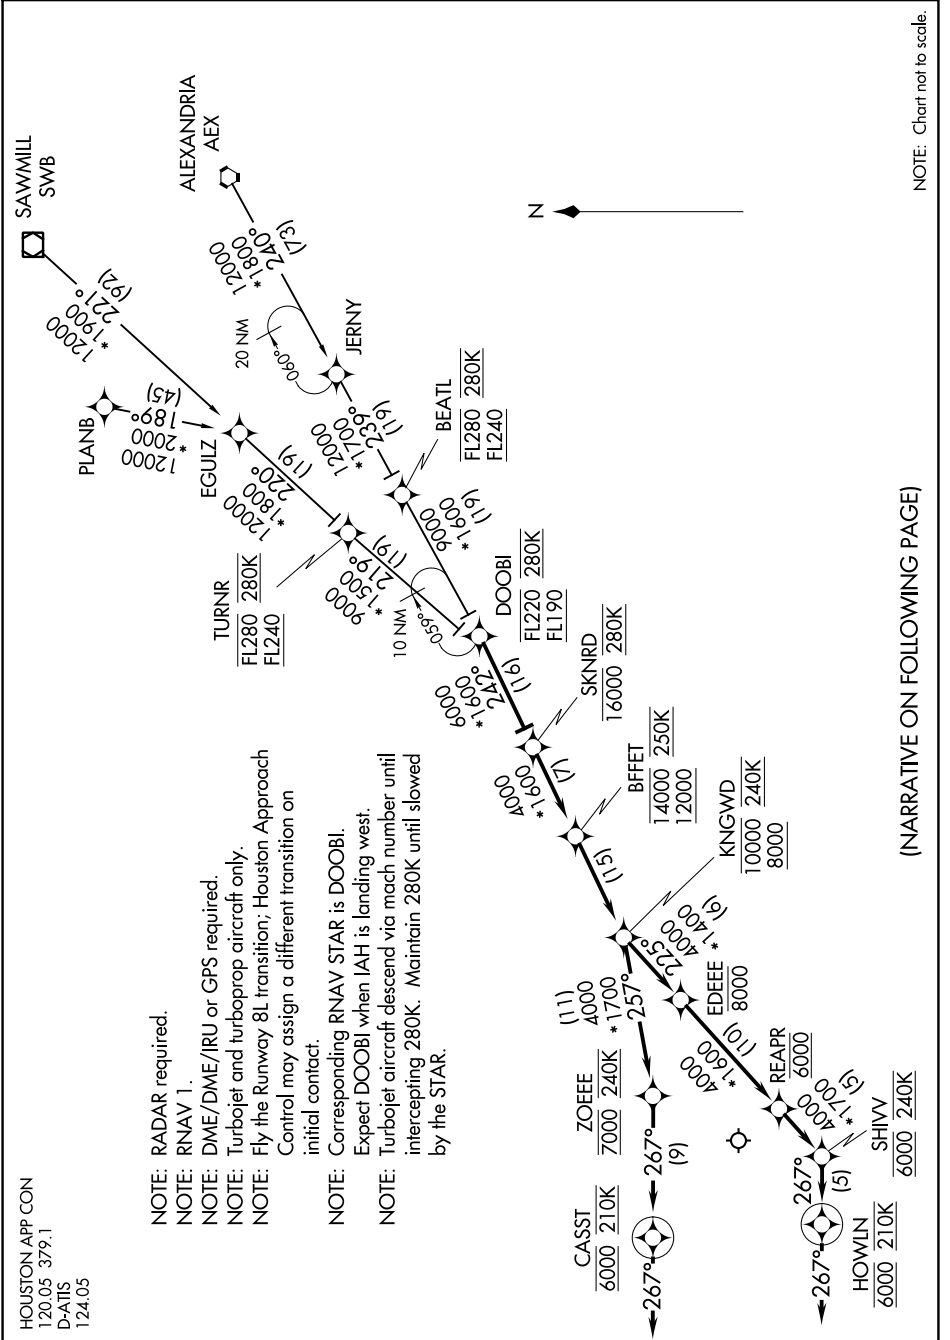 HOUSTON APP CON
120.05 379.1
D-ATIS
124.05
NOTE: RADAR required.
NOTE: RNAV 1.
NOTE: DME/DME/IRU or GPS required.
NOTE: Turbojet and turboprop aircraft only.
NOTE: Fly the Runway 8L transition; Houston Approach
Control may assign a different transition on
initial contact.
NOTE: Corresponding RNAV STAR is DOOBI.
Expect DOOBI when IAH is landing west.
NOTE: Turbojet aircraft descend via mach number until
intercepting 280K. Maintain 280K until slowed
by the STAR.
SAWMILL
SWB
12000
*1900
221°
(92)
PLANB
12000
*2000
189°
(45)
ALEXANDRIA
AEX
12000
*1800
240°
(73)
EGULZ
12000
*1800
220°
(19)
20 NM
060°
JERNY
12000
*1700
239°
(19)
TURNR
FL280 280K
FL240
9000
*1500
219°
(19)
BEATL
FL280 280K
FL240
9000
*1600
(19)
10 NM
059°
DOOBI
FL220 280K
FL190
6000
*1600
242°
(16)
SKNRD
16000 280K
4000
*1600
(7)
BFFET
14000 250K
12000
(15)
KNGWD
10000 240K
8000
(11)
4000
*1700
257°
ZOEEE
7000 240K
267°
(9)
CASST
6000 210K
267°
225°
4000
*1400
(6)
EDEEE
8000
4000
*1600
(10)
REAPR
6000
4000
*1700
(5)
SHIVV
6000 240K
267°
(5)
HOWLN
6000 210K
267°
N
(NARRATIVE ON FOLLOWING PAGE)
NOTE: Chart not to scale.